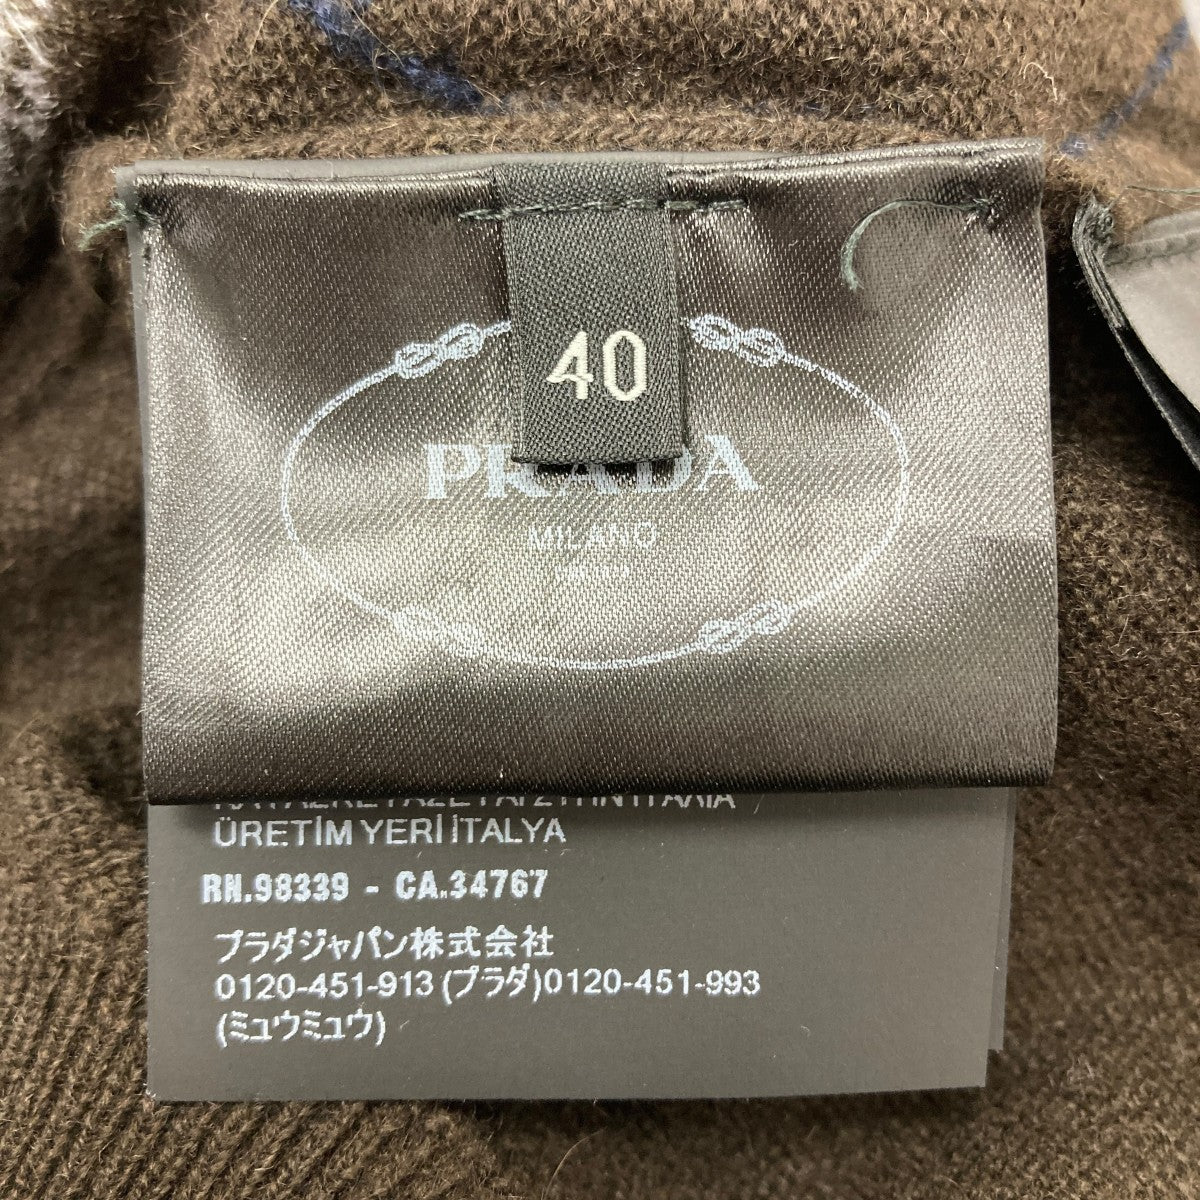 40
PRADA
MILANO
ÜRETİM YERİ İTALYA
RN.98339 - CA.34767
プラダジャパン株式会社
0120-451-913 (プラダ)0120-451-993
(ミュウミュウ)